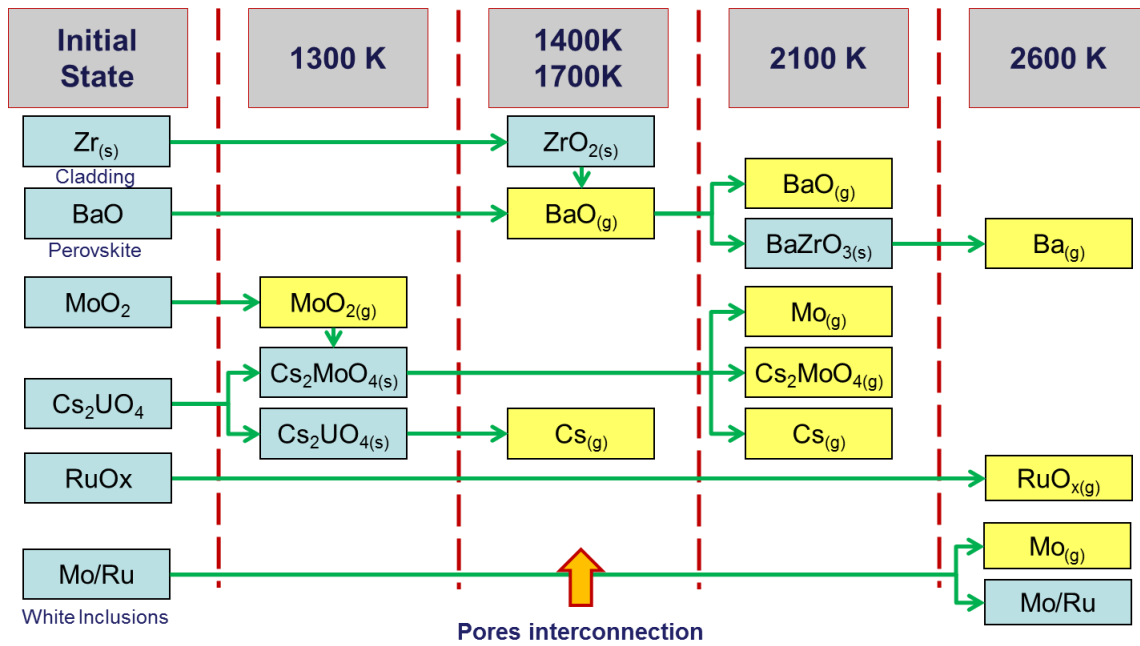 Initial
State
1300 K
1400K
1700K
2100 K
2600 K
Zr(s)
Cladding
ZrO2(s)
BaO
Perovskite
BaO(g)
BaO(g)
BaZrO3(s)
Ba(g)
MoO2
MoO2(g)
Mo(g)
Cs2UO4
Cs2MoO4(s)
Cs2MoO4(g)
Cs2UO4(s)
Cs(g)
Cs(g)
RuOx
RuOx(g)
Mo/Ru
White Inclusions
Mo(g)
Mo/Ru
Pores interconnection